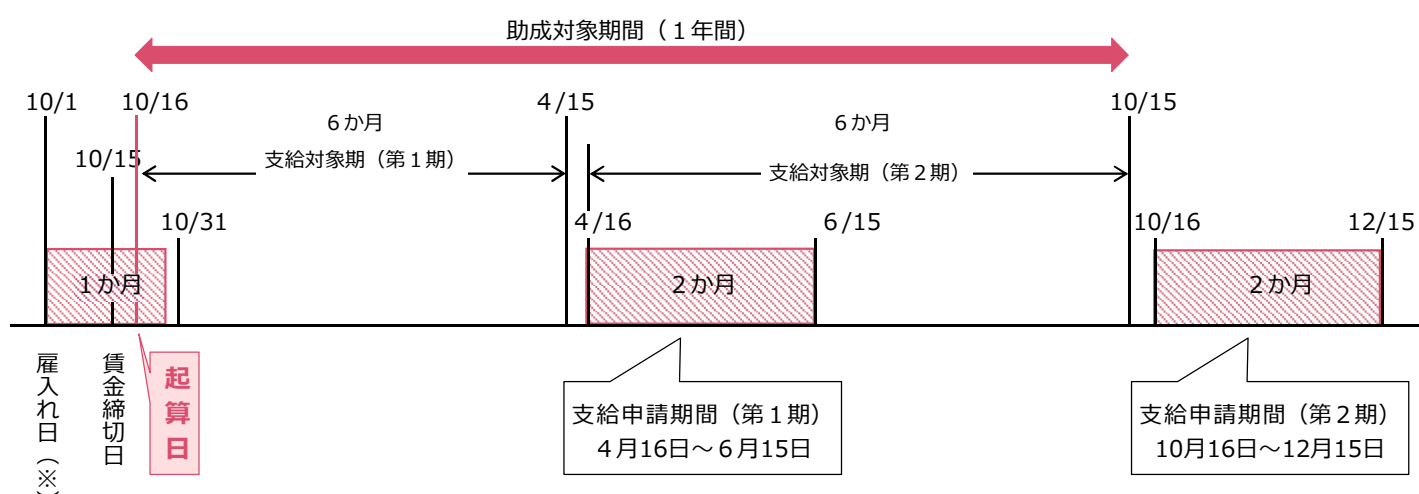 助成対象期間（１年間）
10/1
10/16
4/15
10/15
６か月
６か月
10/15
支給対象期（第１期）
支給対象期（第２期）
10/31
4/16
6/15
10/16
12/15
１か月
２か月
２か月
雇入れ日（※）
賃金締切日
起算日
支給申請期間（第１期）
４月16日～６月15日
支給申請期間（第２期）
10月16日～12月15日